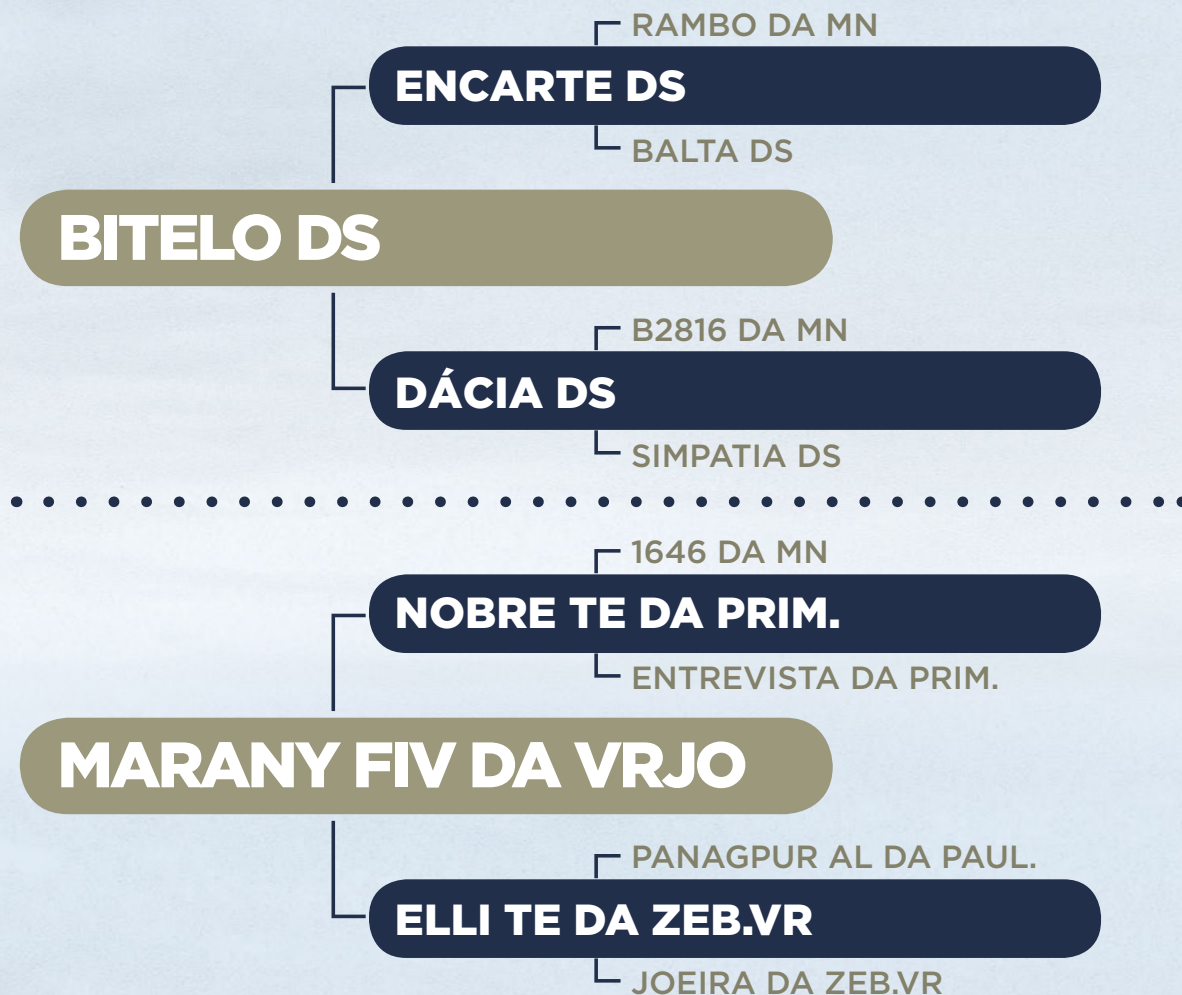 RAMBO DA MN
ENCARTE DS
BALTA DS
BITELO DS
B2816 DA MN
DÁCIA DS
SIMPATIA DS
1646 DA MN
NOBRE TE DA PRIM.
ENTREVISTA DA PRIM.
MARANY FIV DA VRJO
PANAGPUR AL DA PAUL.
ELLI TE DA ZEB.VR
JOEIRA DA ZEB.VR